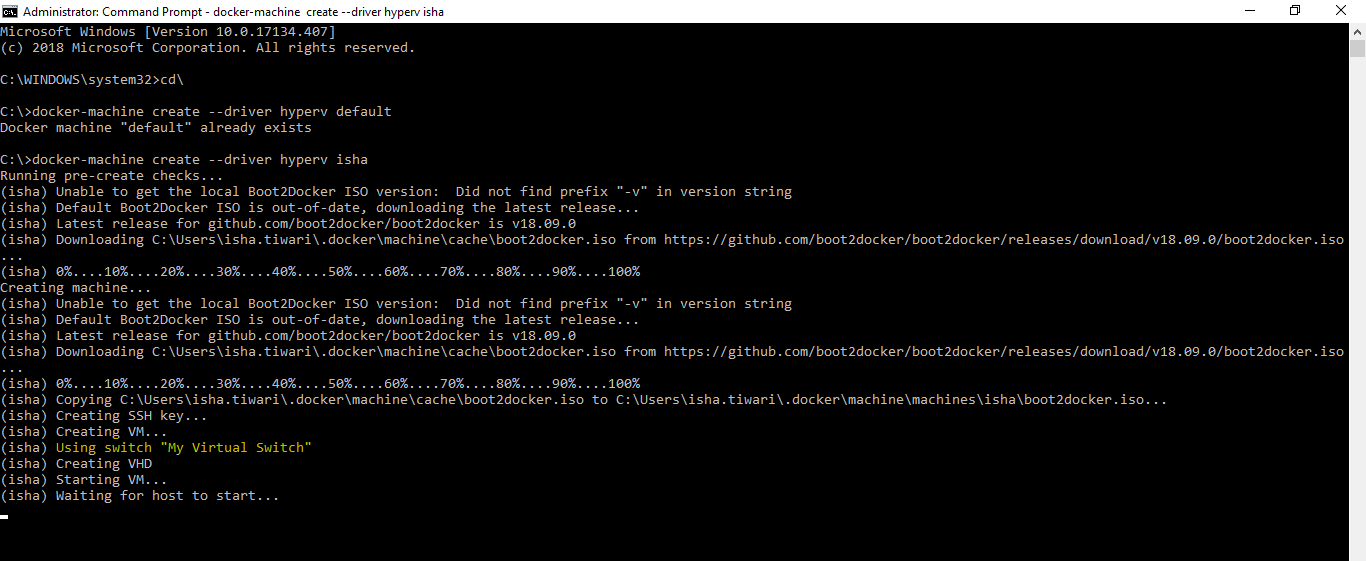 Administrator: Command Prompt - docker-machine  create --driver hyperv isha
Microsoft Windows [Version 10.0.17134.407]
(c) 2018 Microsoft Corporation. All rights reserved.
C:\WINDOWS\system32>cd\
C:\>docker-machine create --driver hyperv default
Docker machine "default" already exists
C:\>docker-machine create --driver hyperv isha
Running pre-create checks...
(isha) Unable to get the local Boot2Docker ISO version:  Did not find prefix "-v" in version string
(isha) Default Boot2Docker ISO is out-of-date, downloading the latest release...
(isha) Latest release for github.com/boot2docker/boot2docker is v18.09.0
(isha) Downloading C:\Users\isha.tiwari\.docker\machine\cache\boot2docker.iso from https://github.com/boot2docker/boot2docker/releases/download/v18.09.0/boot2docker.iso
...
(isha) 0%....10%....20%....30%....40%....50%....60%....70%....80%....90%....100%
Creating machine...
(isha) Unable to get the local Boot2Docker ISO version:  Did not find prefix "-v" in version string
(isha) Default Boot2Docker ISO is out-of-date, downloading the latest release...
(isha) Latest release for github.com/boot2docker/boot2docker is v18.09.0
(isha) Downloading C:\Users\isha.tiwari\.docker\machine\cache\boot2docker.iso from https://github.com/boot2docker/boot2docker/releases/download/v18.09.0/boot2docker.iso
...
(isha) 0%....10%....20%....30%....40%....50%....60%....70%....80%....90%....100%
(isha) Copying C:\Users\isha.tiwari\.docker\machine\cache\boot2docker.iso to C:\Users\isha.tiwari\.docker\machine\machines\isha\boot2docker.iso...
(isha) Creating SSH key...
(isha) Creating VM...
(isha) Using switch "My Virtual Switch"
(isha) Creating VHD
(isha) Starting VM...
(isha) Waiting for host to start...